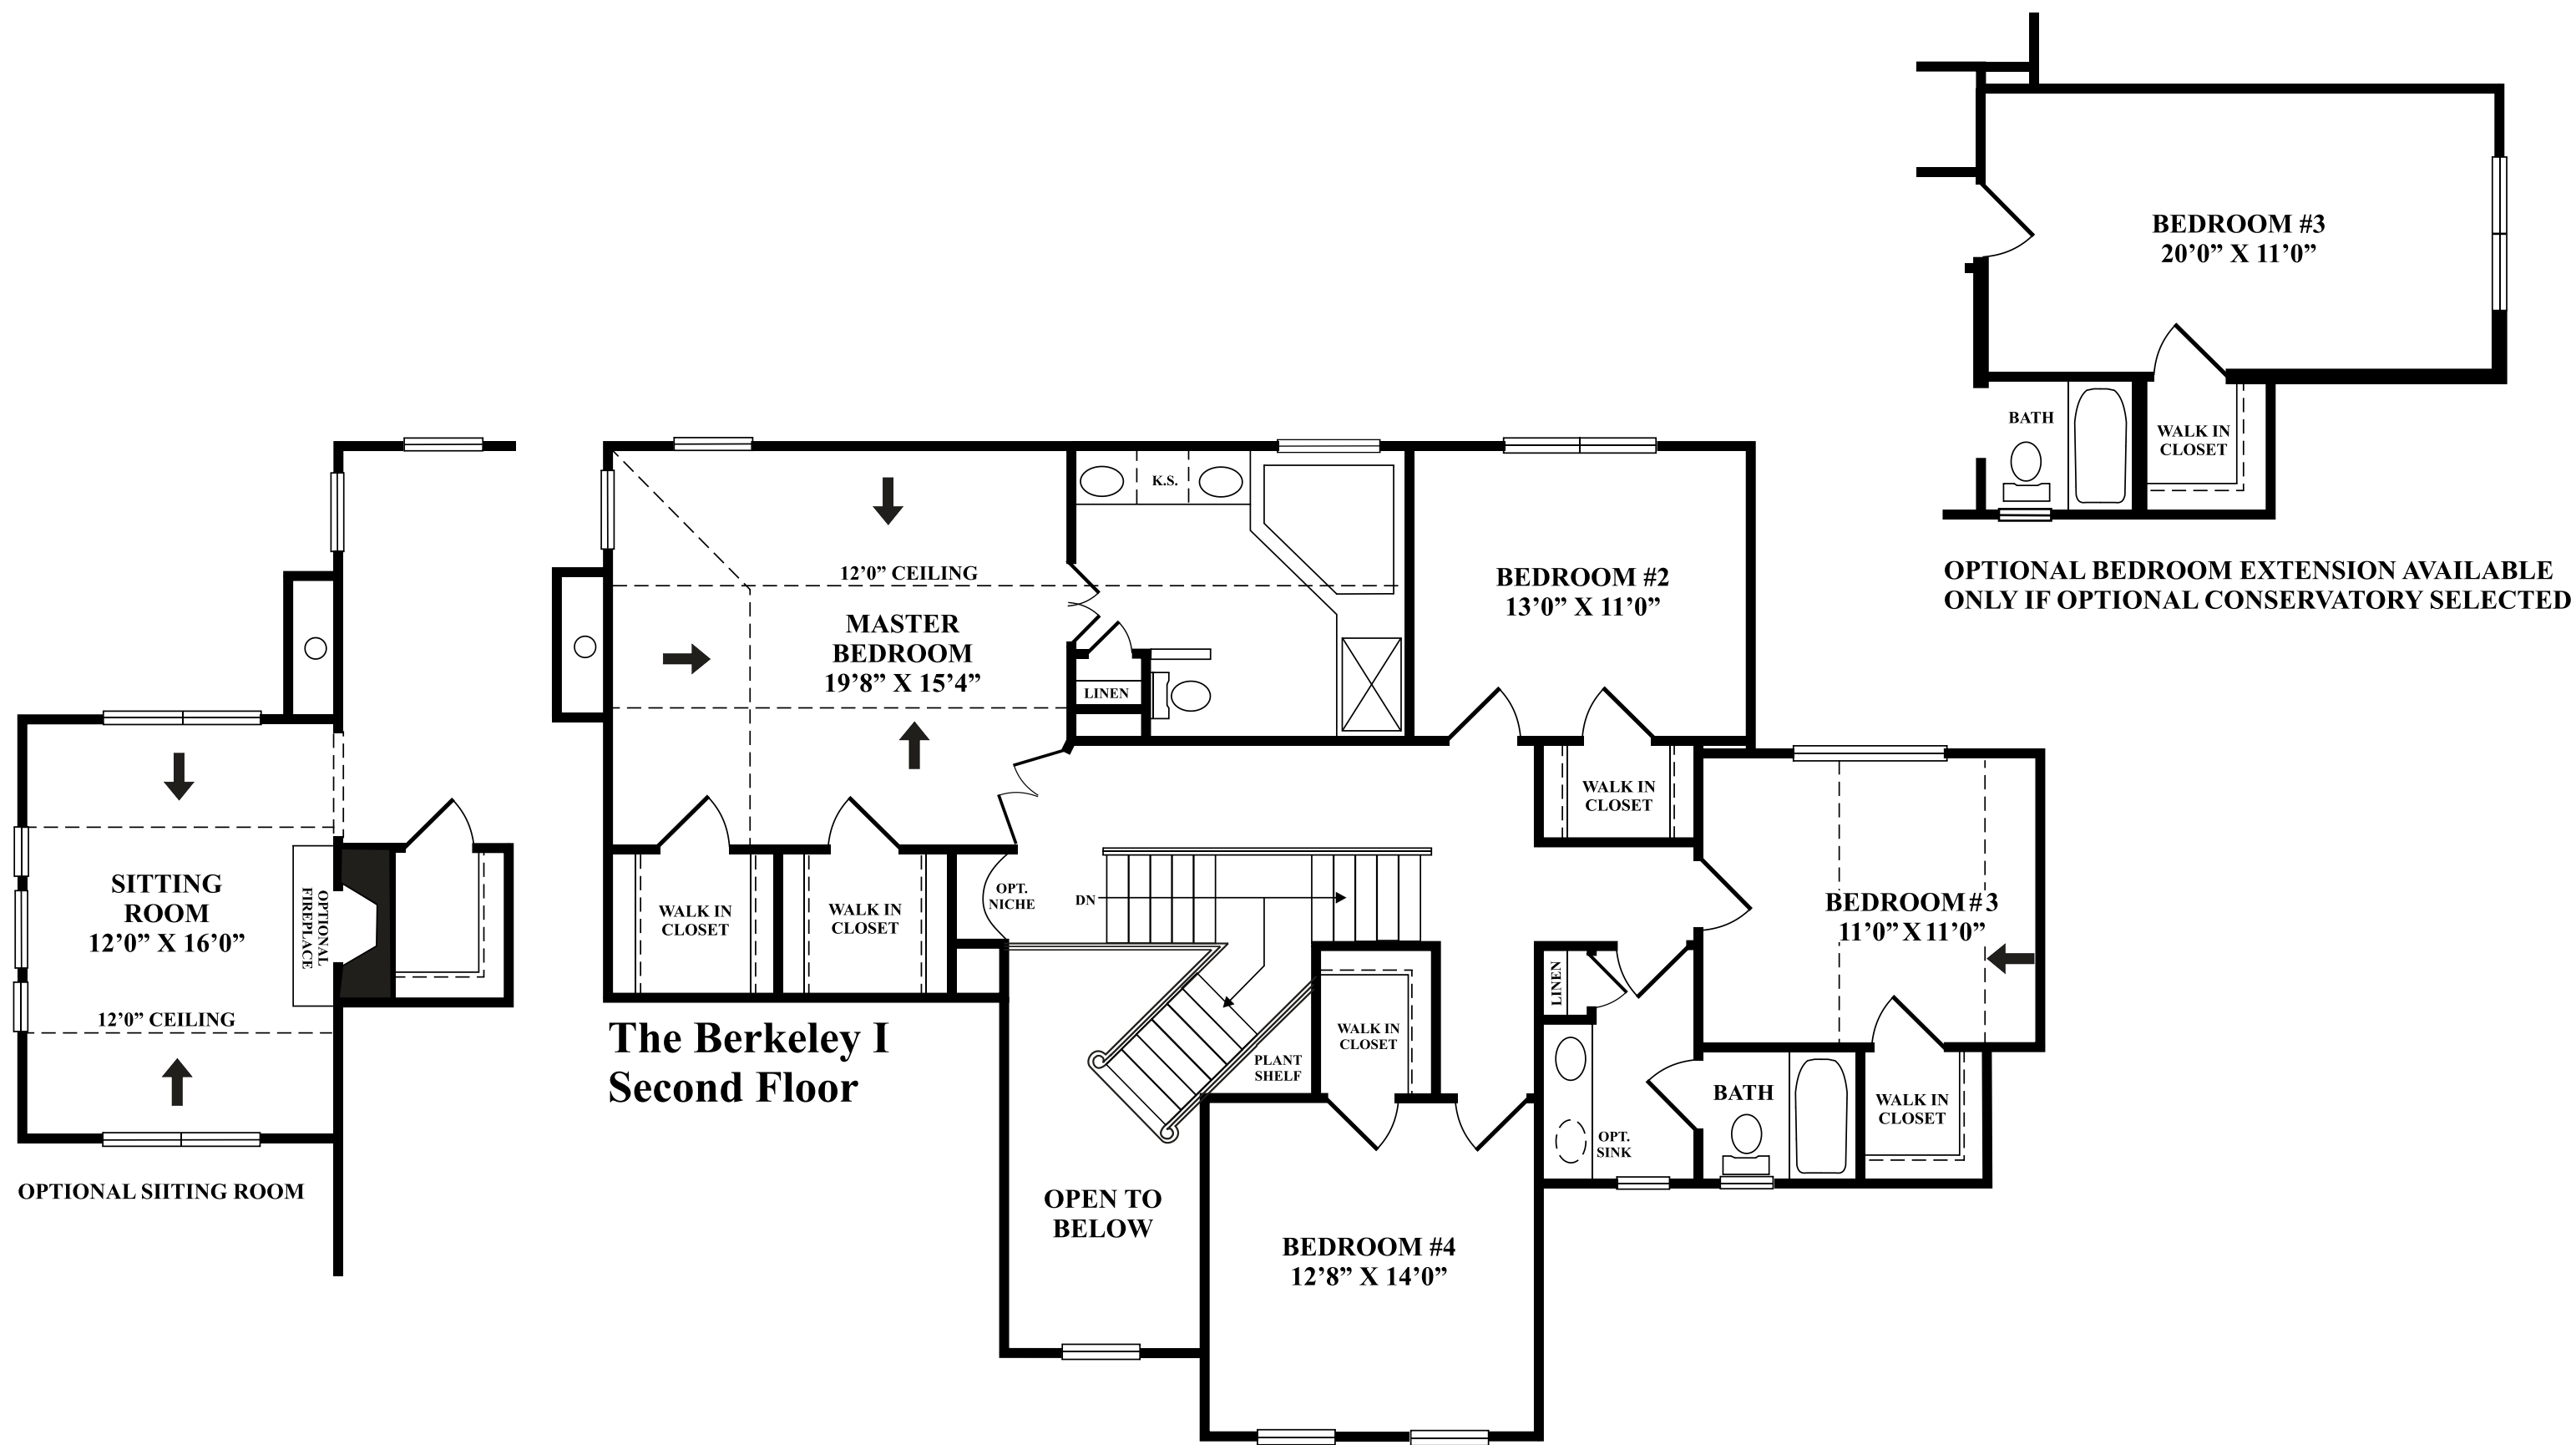 BEDROOM #3
20’0” X 11’0”
BATH
WALK IN
CLOSET
OPTIONAL BEDROOM EXTENSION AVAILABLE
ONLY IF OPTIONAL CONSERVATORY SELECTED
K.S.
12’0” CEILING
MASTER
BEDROOM
19’8” X 15’4”
LINEN
BEDROOM #2
13’0” X 11’0”
WALK IN
CLOSET
SITTING
ROOM
12’0” X 16’0”
OPTIONAL
FIREPLACE
12’0” CEILING
OPTIONAL SIITING ROOM
WALK IN
CLOSET
WALK IN
CLOSET
OPT.
NICHE
DN
BEDROOM #3
11’0” X 11’0”
LINEN
The Berkeley I
Second Floor
WALK IN
CLOSET
PLANT
SHELF
BATH
WALK IN
CLOSET
OPT.
SINK
OPEN TO
BELOW
BEDROOM #4
12’8” X 14’0”